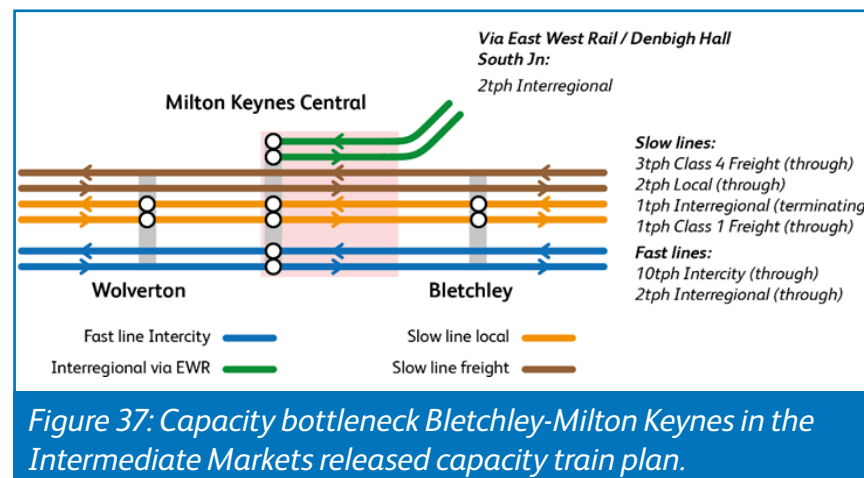 Via East West Rail / Denbigh Hall
South Jn:
2tph Interregional
Milton Keynes Central
Slow lines:
3tph Class 4 Freight (through)
2tph Local (through)
1tph Interregional (terminating
1tph Class 1 Freight (through)
Fast lines:
10tph Intercity (through)
2tph Interregional (through)
Wolverton
Bletchley
Fast line Intercity
Slow line local
Interregional via EWR
Slow line freight
Figure 37: Capacity bottleneck Bletchley-Milton Keynes in the
Intermediate Markets released capacity train plan.